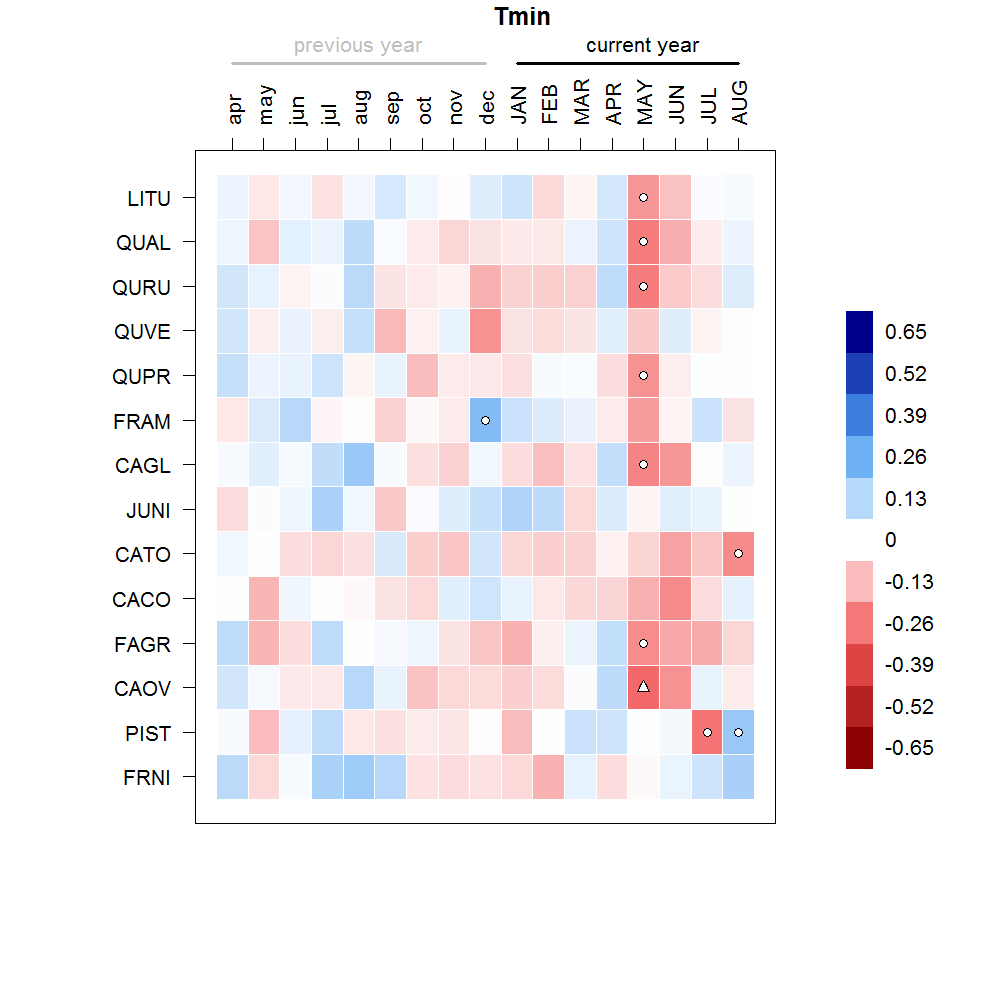 Tmin
previous year current year
apr may jun jul aug sep oct nov dec JAN FEB MAR APR MAY JUN JUL AUG
LITU
QUAL
QURU
QUVE
QUPR
FRAM
CAGL
JUNI
CATO
CACO
FAGR
CAOV
PIST
FRNI
0.65
0.52
0.39
0.26
0.13
0
-0.13
-0.26
-0.39
-0.52
-0.65